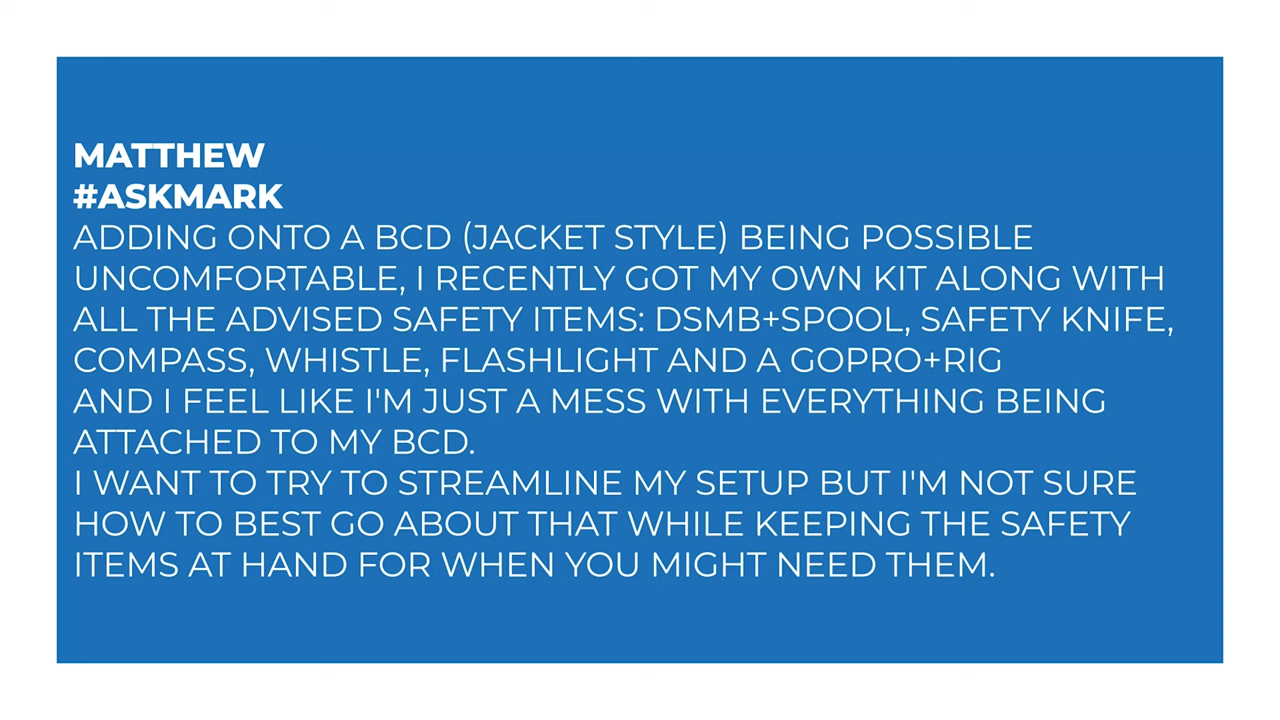 MATTHEW
#ASKMARK
ADDING ONTO A BCD (JACKET STYLE) BEING POSSIBLE
UNCOMFORTABLE, I RECENTLY GOT MY OWN KIT ALONG WITH
ALL THE ADVISED SAFETY ITEMS: DSMB+SPOOL, SAFETY KNIFE,
COMPASS, WHISTLE, FLASHLIGHT AND A GOPRO+RIG
AND I FEEL LIKE I'M JUST A MESS WITH EVERYTHING BEING
ATTACHED TO MY BCD.
I WANT TO TRY TO STREAMLINE MY SETUP BUT I'M NOT SURE
HOW TO BEST GO ABOUT THAT WHILE KEEPING THE SAFETY
ITEMS AT HAND FOR WHEN YOU MIGHT NEED THEM.